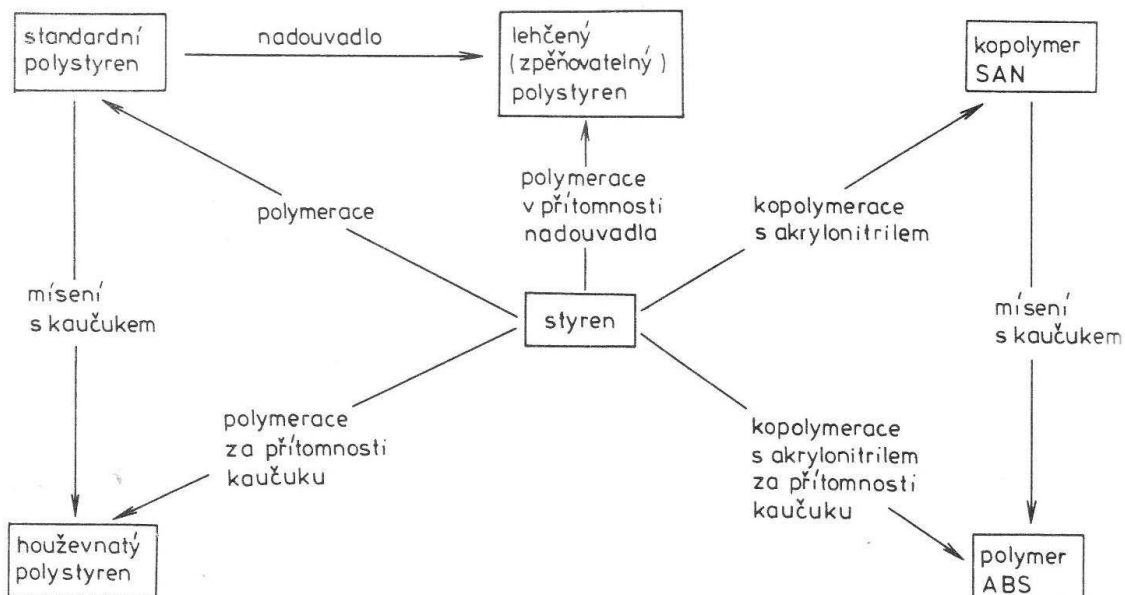 standardní
polystyren
nadouvadlo
lehčený
(zpěňovatelný)
polystyren
kopolymer
SAN
polymerace
polymerace
v přítomnosti
nadouvadla
kopolymerace
s akrylonitrilem
mísení
s kaučukem
styren
mísení
s kaučukem
polymerace
za přítomnosti
kaučuku
kopolymerace
s akrylonitrilem
za přítomnosti
kaučuku
houževnatý
polystyren
polymer
ABS